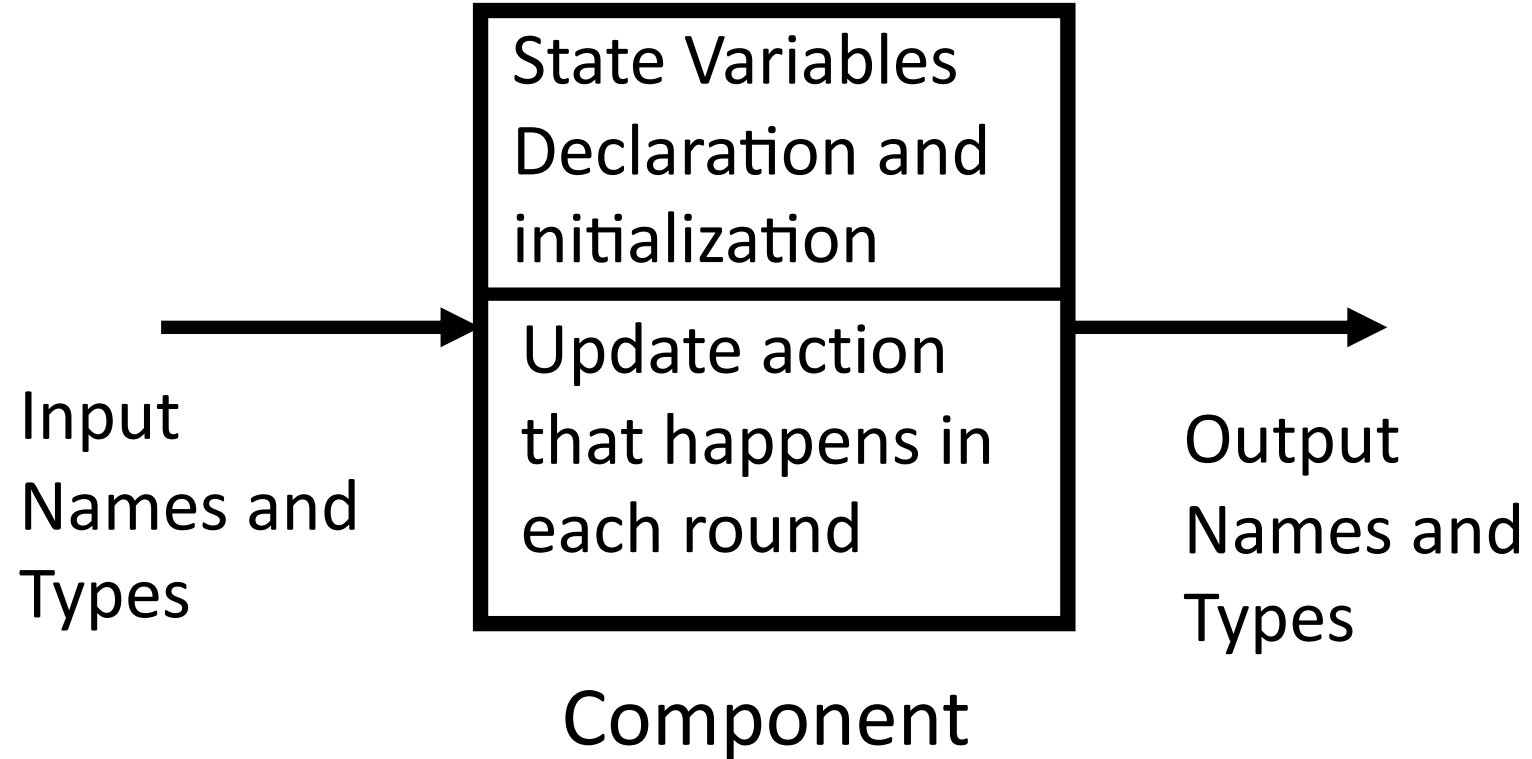 State Variables
Declaration and
initialization
Update action
that happens in
each round
Input
Names and
Types
Output
Names and
Types
Component